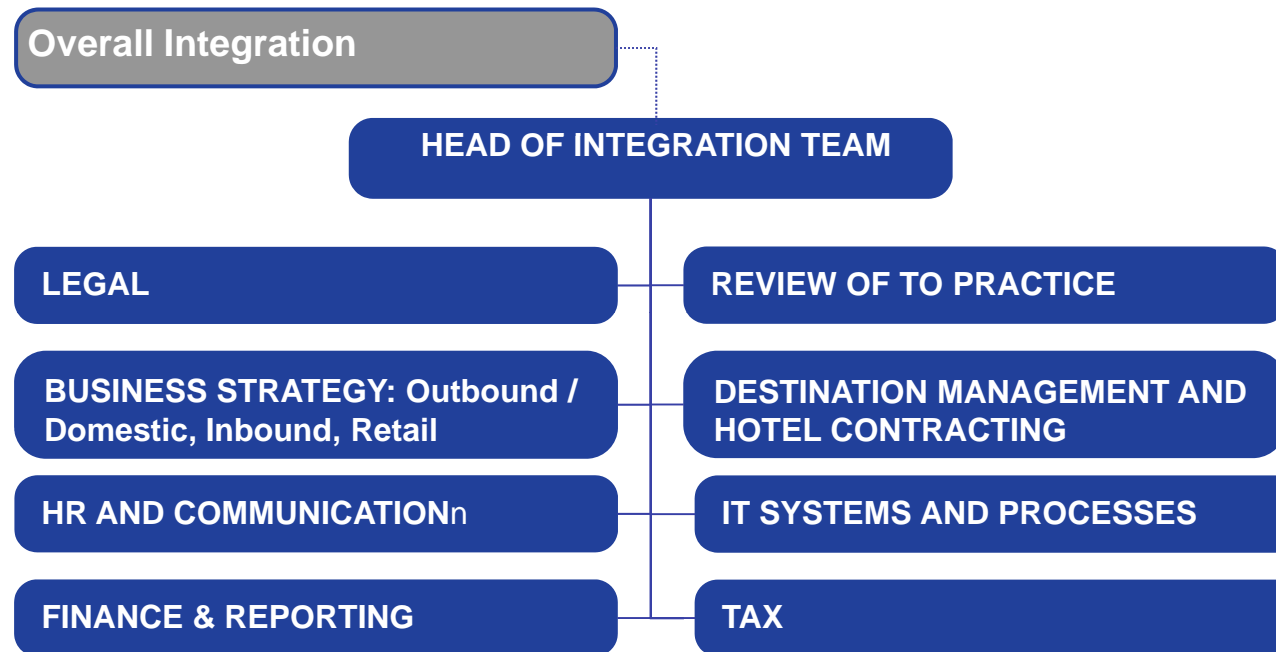 Overall Integration
HEAD OF INTEGRATION TEAM
LEGAL
REVIEW OF TO PRACTICE
BUSINESS STRATEGY: Outbound /
Domestic, Inbound, Retail
DESTINATION MANAGEMENT AND
HOTEL CONTRACTING
HR AND COMMUNICATIONn
IT SYSTEMS AND PROCESSES
FINANCE & REPORTING
TAX